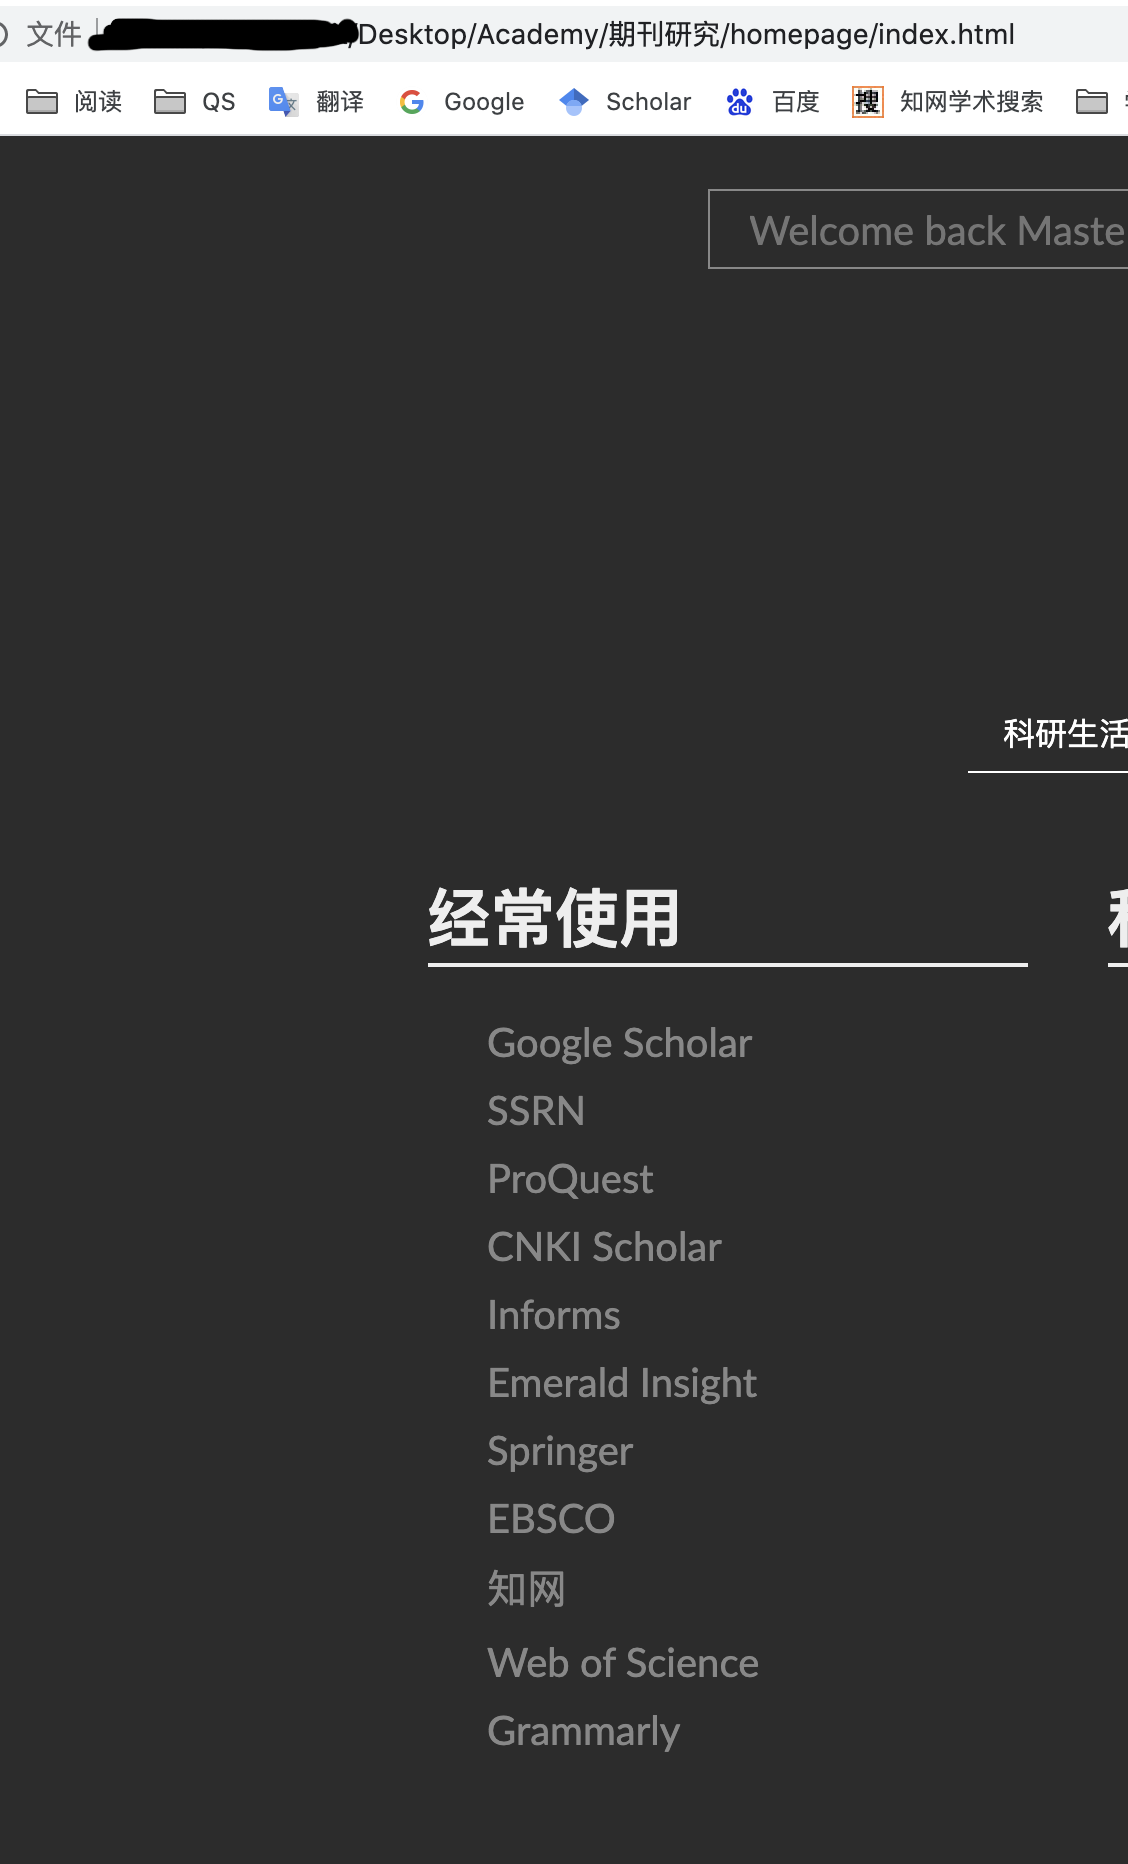 文件 /Desktop/Academy/期刊研究/homepage/index.html
阅读 QS 翻译 Google Scholar 百度 知网学术搜索
Welcome back Maste
科研生活
经常使用
Google Scholar
SSRN
ProQuest
CNKI Scholar
Informs
Emerald Insight
Springer
EBSCO
知网
Web of Science
Grammarly